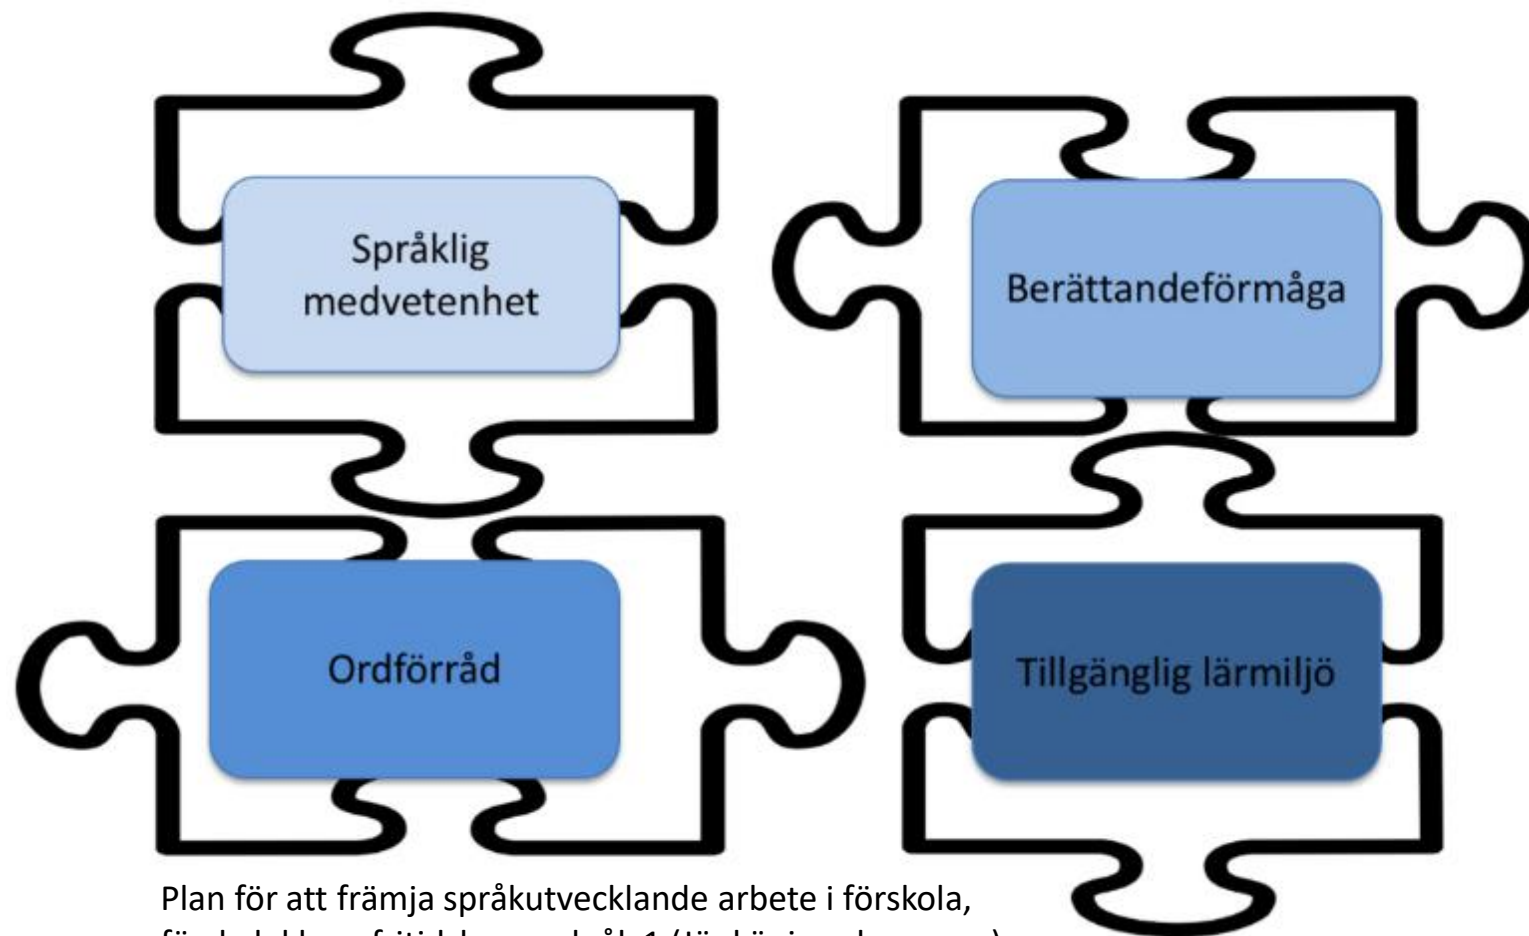 Språklig
medvetenhet
Berättandeförmåga
Ordförråd
Tillgänglig lärmiljö
Plan för att främja språkutvecklande arbete i förskola,